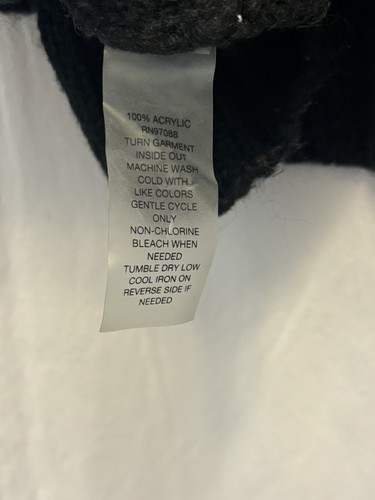 100% ACRYLIC
RN97088
TURN GARMENT
INSIDE OUT
MACHINE WASH
COLD WITH
LIKE COLORS
GENTLE CYCLE
ONLY
NON-CHLORINE
BLEACH WHEN
NEEDED
TUMBLE DRY LOW
COOL IRON ON
REVERSE SIDE IF
NEEDED